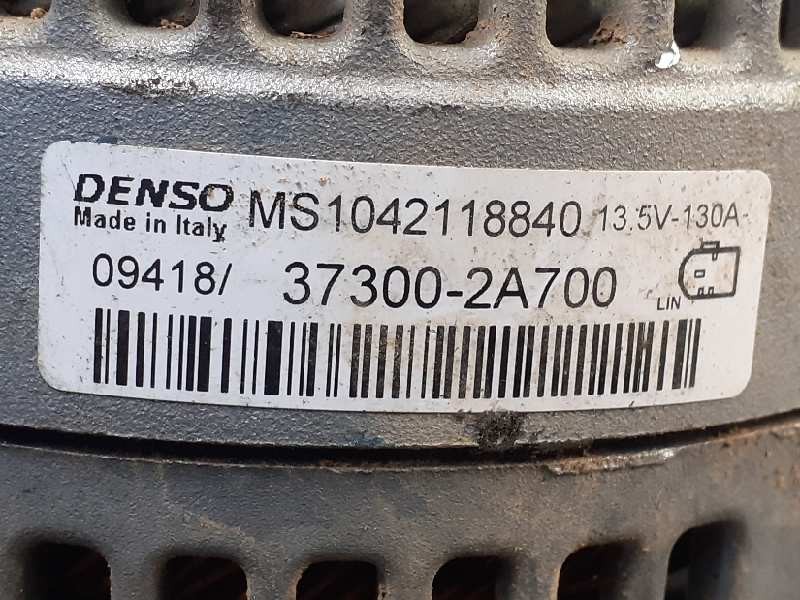 DENSO MS1042118840 13.5V-130A-
Made in Italy
09418/ 37300-2A700
LIN